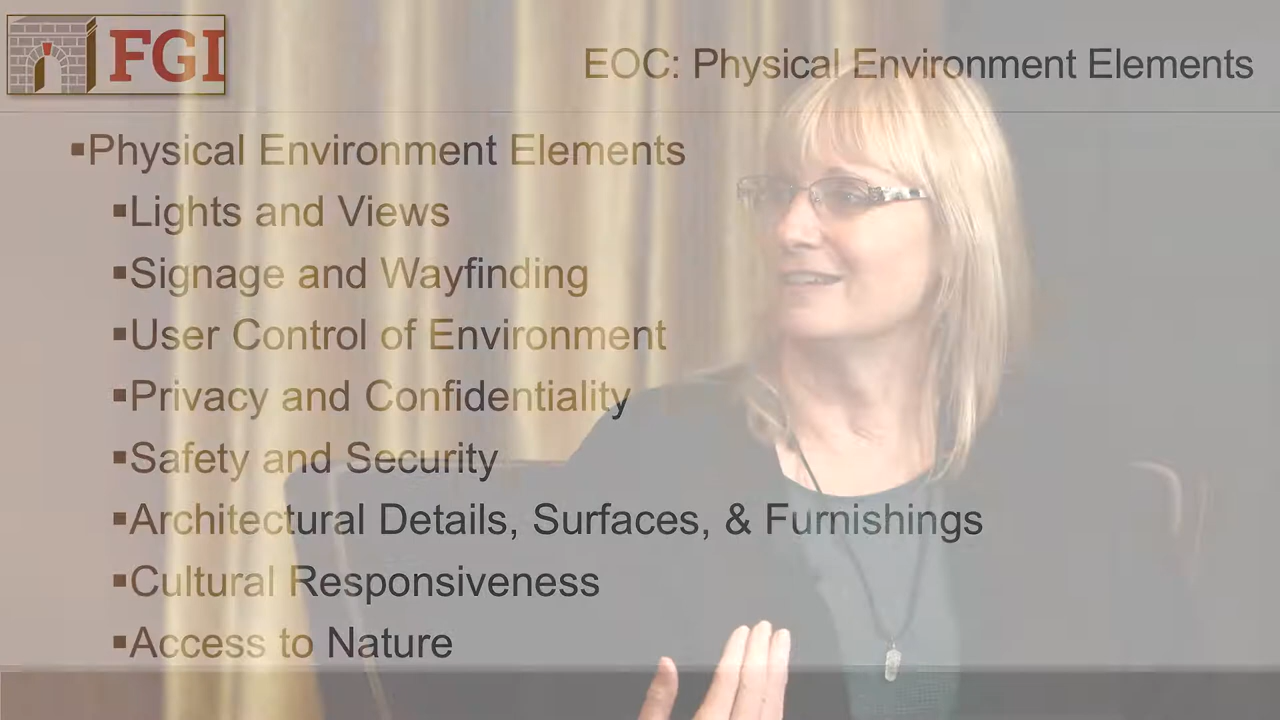 FGI
EOC: Physical Environment Elements
▪Physical Environment Elements
▪Lights and Views
▪Signage and Wayfinding
▪User Control of Environment
▪Privacy and Confidentiality
▪Safety and Security
▪Architectural Details, Surfaces, & Furnishings
▪Cultural Responsiveness
▪Access to Nature